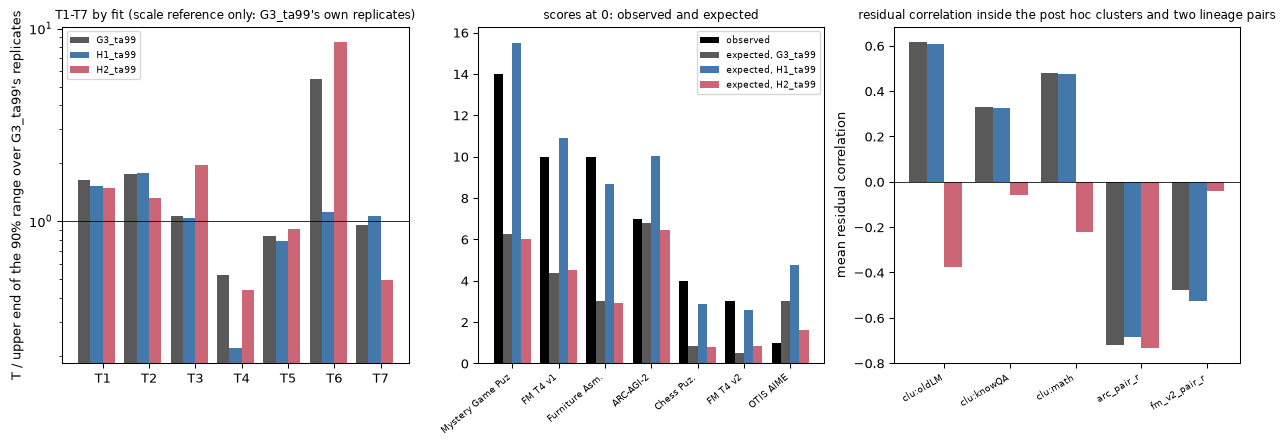 T1-T7 by fit (scale reference only: G3_ta99's own replicates)
T / upper end of the 90% range over G3_ta99's replicates
10^1
10^0
G3_ta99
H1_ta99
H2_ta99
T1 T2 T3 T4 T5 T6 T7
scores at 0: observed and expected
16
14
12
10
8
6
4
2
0
observed
expected, G3_ta99
expected, H1_ta99
expected, H2_ta99
Mystery Game Puz
FM T4 v1
Furniture Asm.
ARC-AGI-2
Chess Puz.
FM T4 v2
OTIS AIME
residual correlation inside the post hoc clusters and two lineage pairs
mean residual correlation
0.6
0.4
0.2
0.0
−0.2
−0.4
−0.6
−0.8
clu:oldLM
clu:knowQA
clu:math
arc_pair_r
fm_v2_pair_r